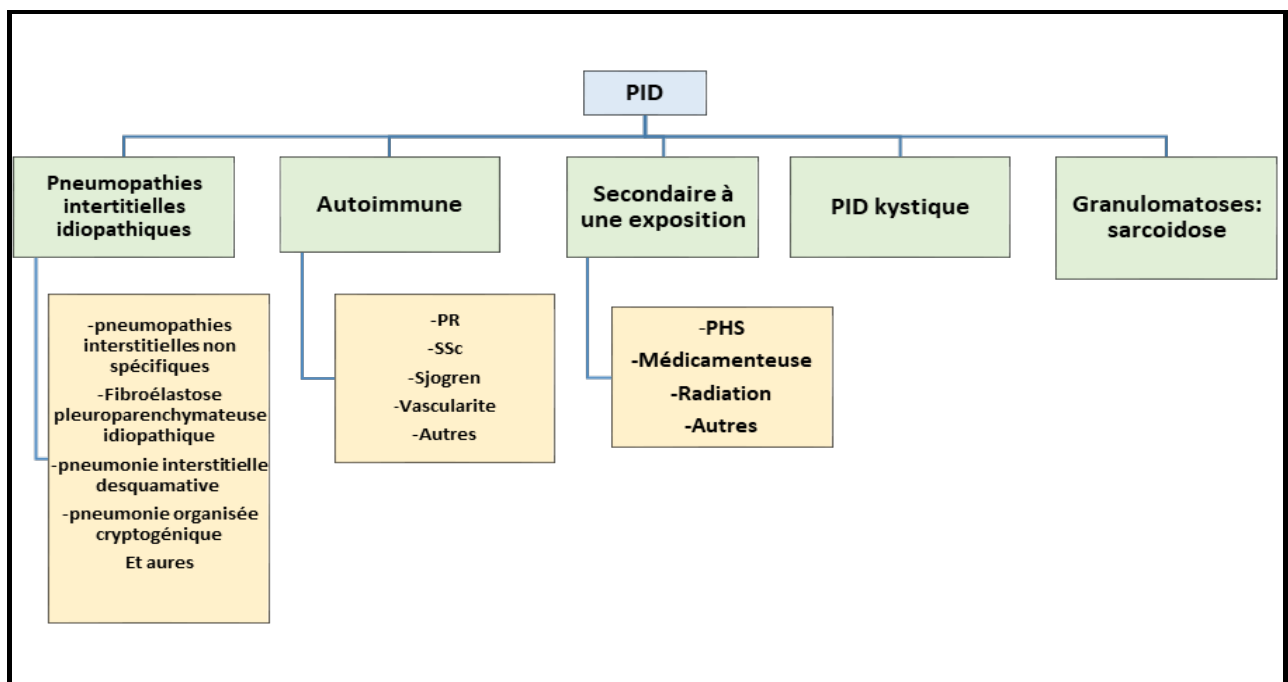 PID
Pneumopathies
intertitielles
idiopathiques
Autoimmune
Secondaire à
une exposition
PID kystique
Granulomatoses:
sarcoidose
-pneumopathies
interstitielles non
spécifiques
-Fibroélastose
pleuroparenchymateuse
idiopathique
-pneumonie interstitielle
desquamative
-pneumonie organisée
cryptogénique
Et aures
-PR
-SSc
-Sjogren
-Vascularite
-Autres
-PHS
-Médicamenteuse
-Radiation
-Autres